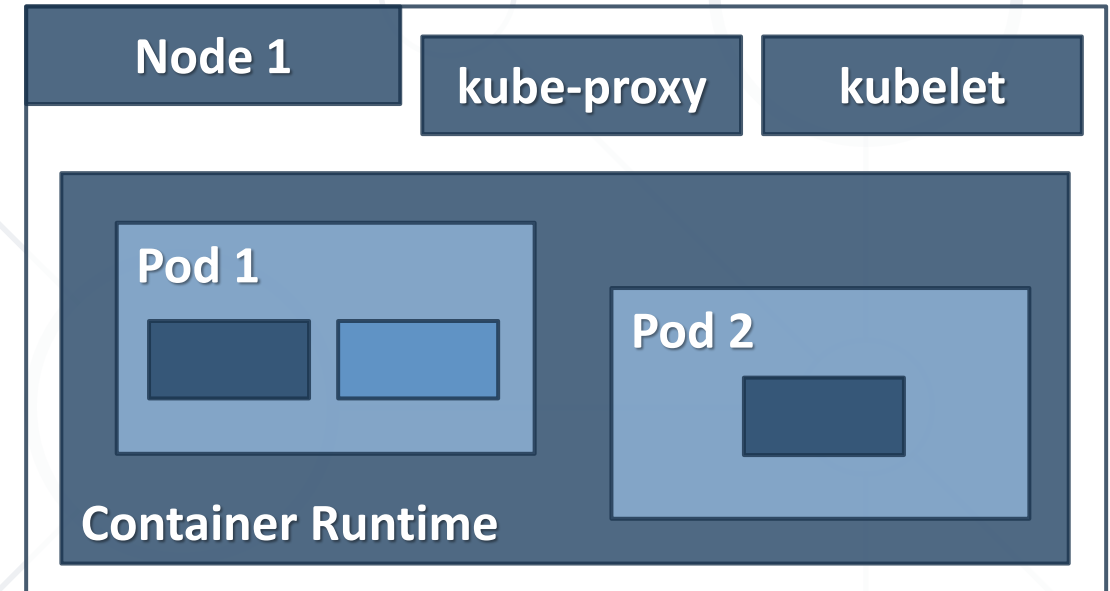 Node 1
kube-proxy
kubelet
Pod 1
Pod 2
Container Runtime